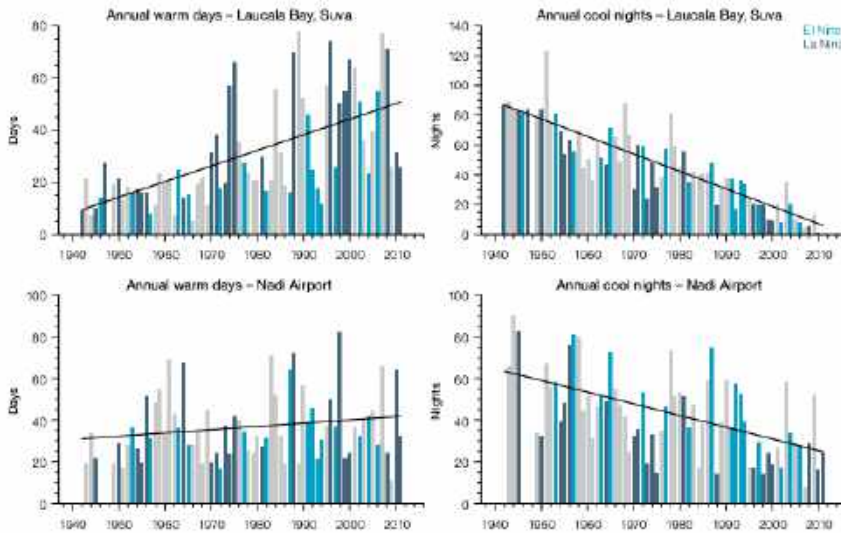 Annual warm days – Laucala Bay, Suva
80
60
40
20
0
Days
1940 1950 1960 1970 1980 1990 2000 2010
Annual cool nights – Laucala Bay, Suva
El Niño
La Niña
140
120
100
80
60
40
20
0
Nights
1940 1950 1960 1970 1980 1990 2000 2010
Annual warm days – Nadi Airport
100
80
60
40
20
0
Days
1940 1950 1960 1970 1980 1990 2000 2010
Annual cool nights – Nadi Airport
100
80
60
40
20
0
Nights
1940 1950 1960 1970 1980 1990 2000 2010